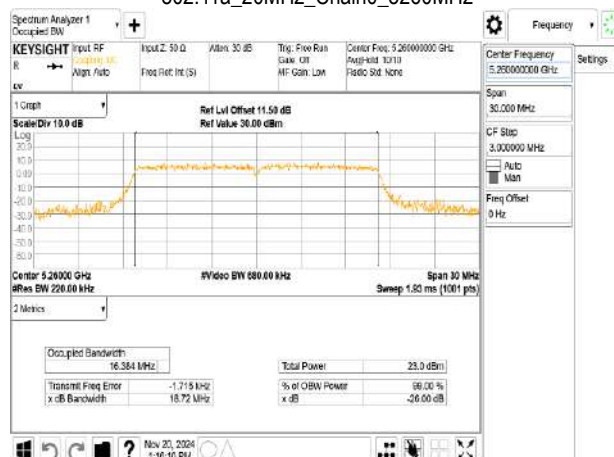 802.11a_20MHz_Chain0_5260MHz
Spectrum Analyzer 1
Occupied BW
+
Frequency
KEYSIGHT
Input: RF
Coupling: DC
Align: Auto
Input Z: 50 Ω
Freq Ref: Int (S)
Atten: 30 dB
Trig: Free Run
Gate: Off
#IF Gain: Low
Center Freq: 5.260000000 GHz
Avg|Hold: 10/10
Radio Std: None
Center Frequency
5.260000000 GHz
Settings
Span
30.000 MHz
CF Step
3.000000 MHz
Auto
Man
Freq Offset
0 Hz
1 Graph
Scale/Div 10.0 dB
Ref Lvl Offset 11.50 dB
Ref Value 30.00 dBm
Log
20.0
10.0
0.00
-10.0
-20.0
-30.0
-40.0
-50.0
-60.0
Center 5.26000 GHz
#Res BW 220.00 kHz
#Video BW 680.00 kHz
Span 30 MHz
Sweep 1.93 ms (1001 pts)
2 Metrics
Occupied Bandwidth
16.384 MHz
Total Power 23.0 dBm
Transmit Freq Error -1.715 kHz
% of OBW Power 99.00 %
x dB Bandwidth 18.72 MHz
x dB -26.00 dB
?
Nov 20, 2024